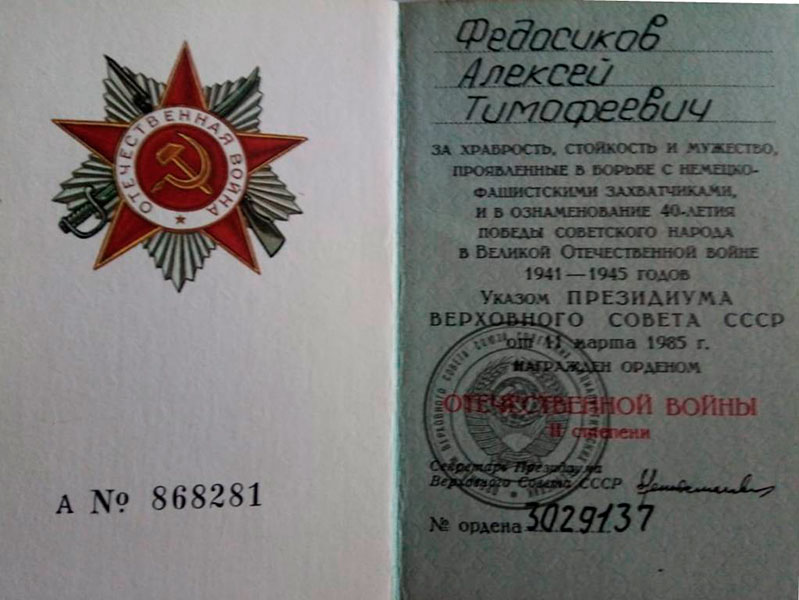 ОТЕЧЕСТВЕННАЯ ВОЙНА
А № 868281
Федосиков
Алексей
Тимофеевич
ЗА ХРАБРОСТЬ, СТОЙКОСТЬ И МУЖЕСТВО,
ПРОЯВЛЕННЫЕ В БОРЬБЕ С НЕМЕЦКО-
ФАШИСТСКИМИ ЗАХВАТЧИКАМИ,
И В ОЗНАМЕНОВАНИЕ 40-ЛЕТИЯ
ПОБЕДЫ СОВЕТСКОГО НАРОДА
В ВЕЛИКОЙ ОТЕЧЕСТВЕННОЙ ВОЙНЕ
1941—1945 ГОДОВ
УКАЗОМ ПРЕЗИДИУМА
ВЕРХОВНОГО СОВЕТА СССР
от 11 марта 1985 г.
НАГРАЖДЕН ОРДЕНОМ
ОТЕЧЕСТВЕННОЙ ВОЙНЫ
II степени
Секретарь Президиума
Верховного Совета СССР
№ ордена 3029137